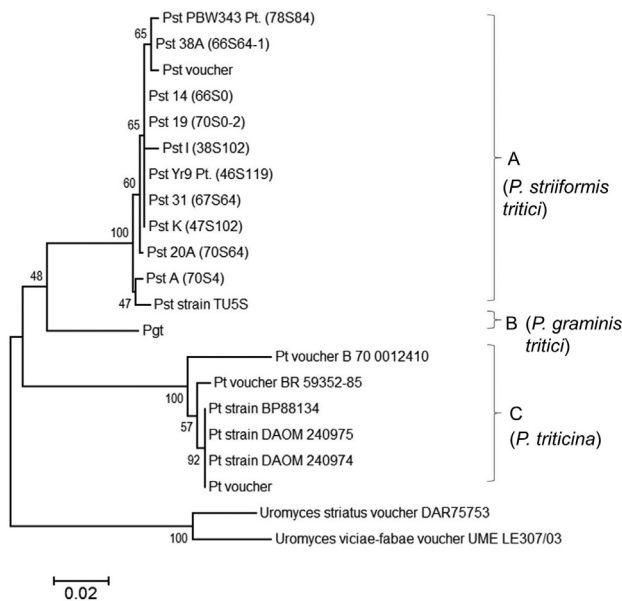 Pst PBW343 Pt. (78S84)
65
Pst 38A (66S64-1)
Pst voucher
Pst 14 (66S0)
65
Pst 19 (70S0-2)
Pst I (38S102)
A
Pst Yr9 Pt. (46S119)
60
(P. striiformis
tritici)
Pst 31 (67S64)
Pst K (47S102)
100
Pst 20A (70S64)
48
Pst A (70S4)
47
Pst strain TU5S
Pgt
B (P. graminis
tritici)
Pt voucher B 70 0012410
100
Pt voucher BR 59352-85
Pt strain BP88134
57
C
(P. triticina)
Pt strain DAOM 240975
92
Pt strain DAOM 240974
Pt voucher
Uromyces striatus voucher DAR75753
100
Uromyces viciae-fabae voucher UME LE307/03
0.02